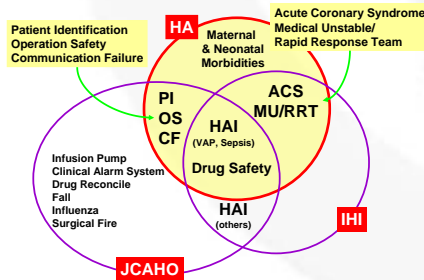 Patient Identification
Operation Safety
Communication Failure
HA
Maternal
& Neonatal
Morbidities
Acute Coronary Syndrome
Medical Unstable/
Rapid Response Team
PI
OS
CF
ACS
MU/RRT
HAI
(VAP, Sepsis)
Drug Safety
Infusion Pump
Clinical Alarm System
Drug Reconcile
Fall
Influenza
Surgical Fire
HAI
(others)
IHI
JCAHO